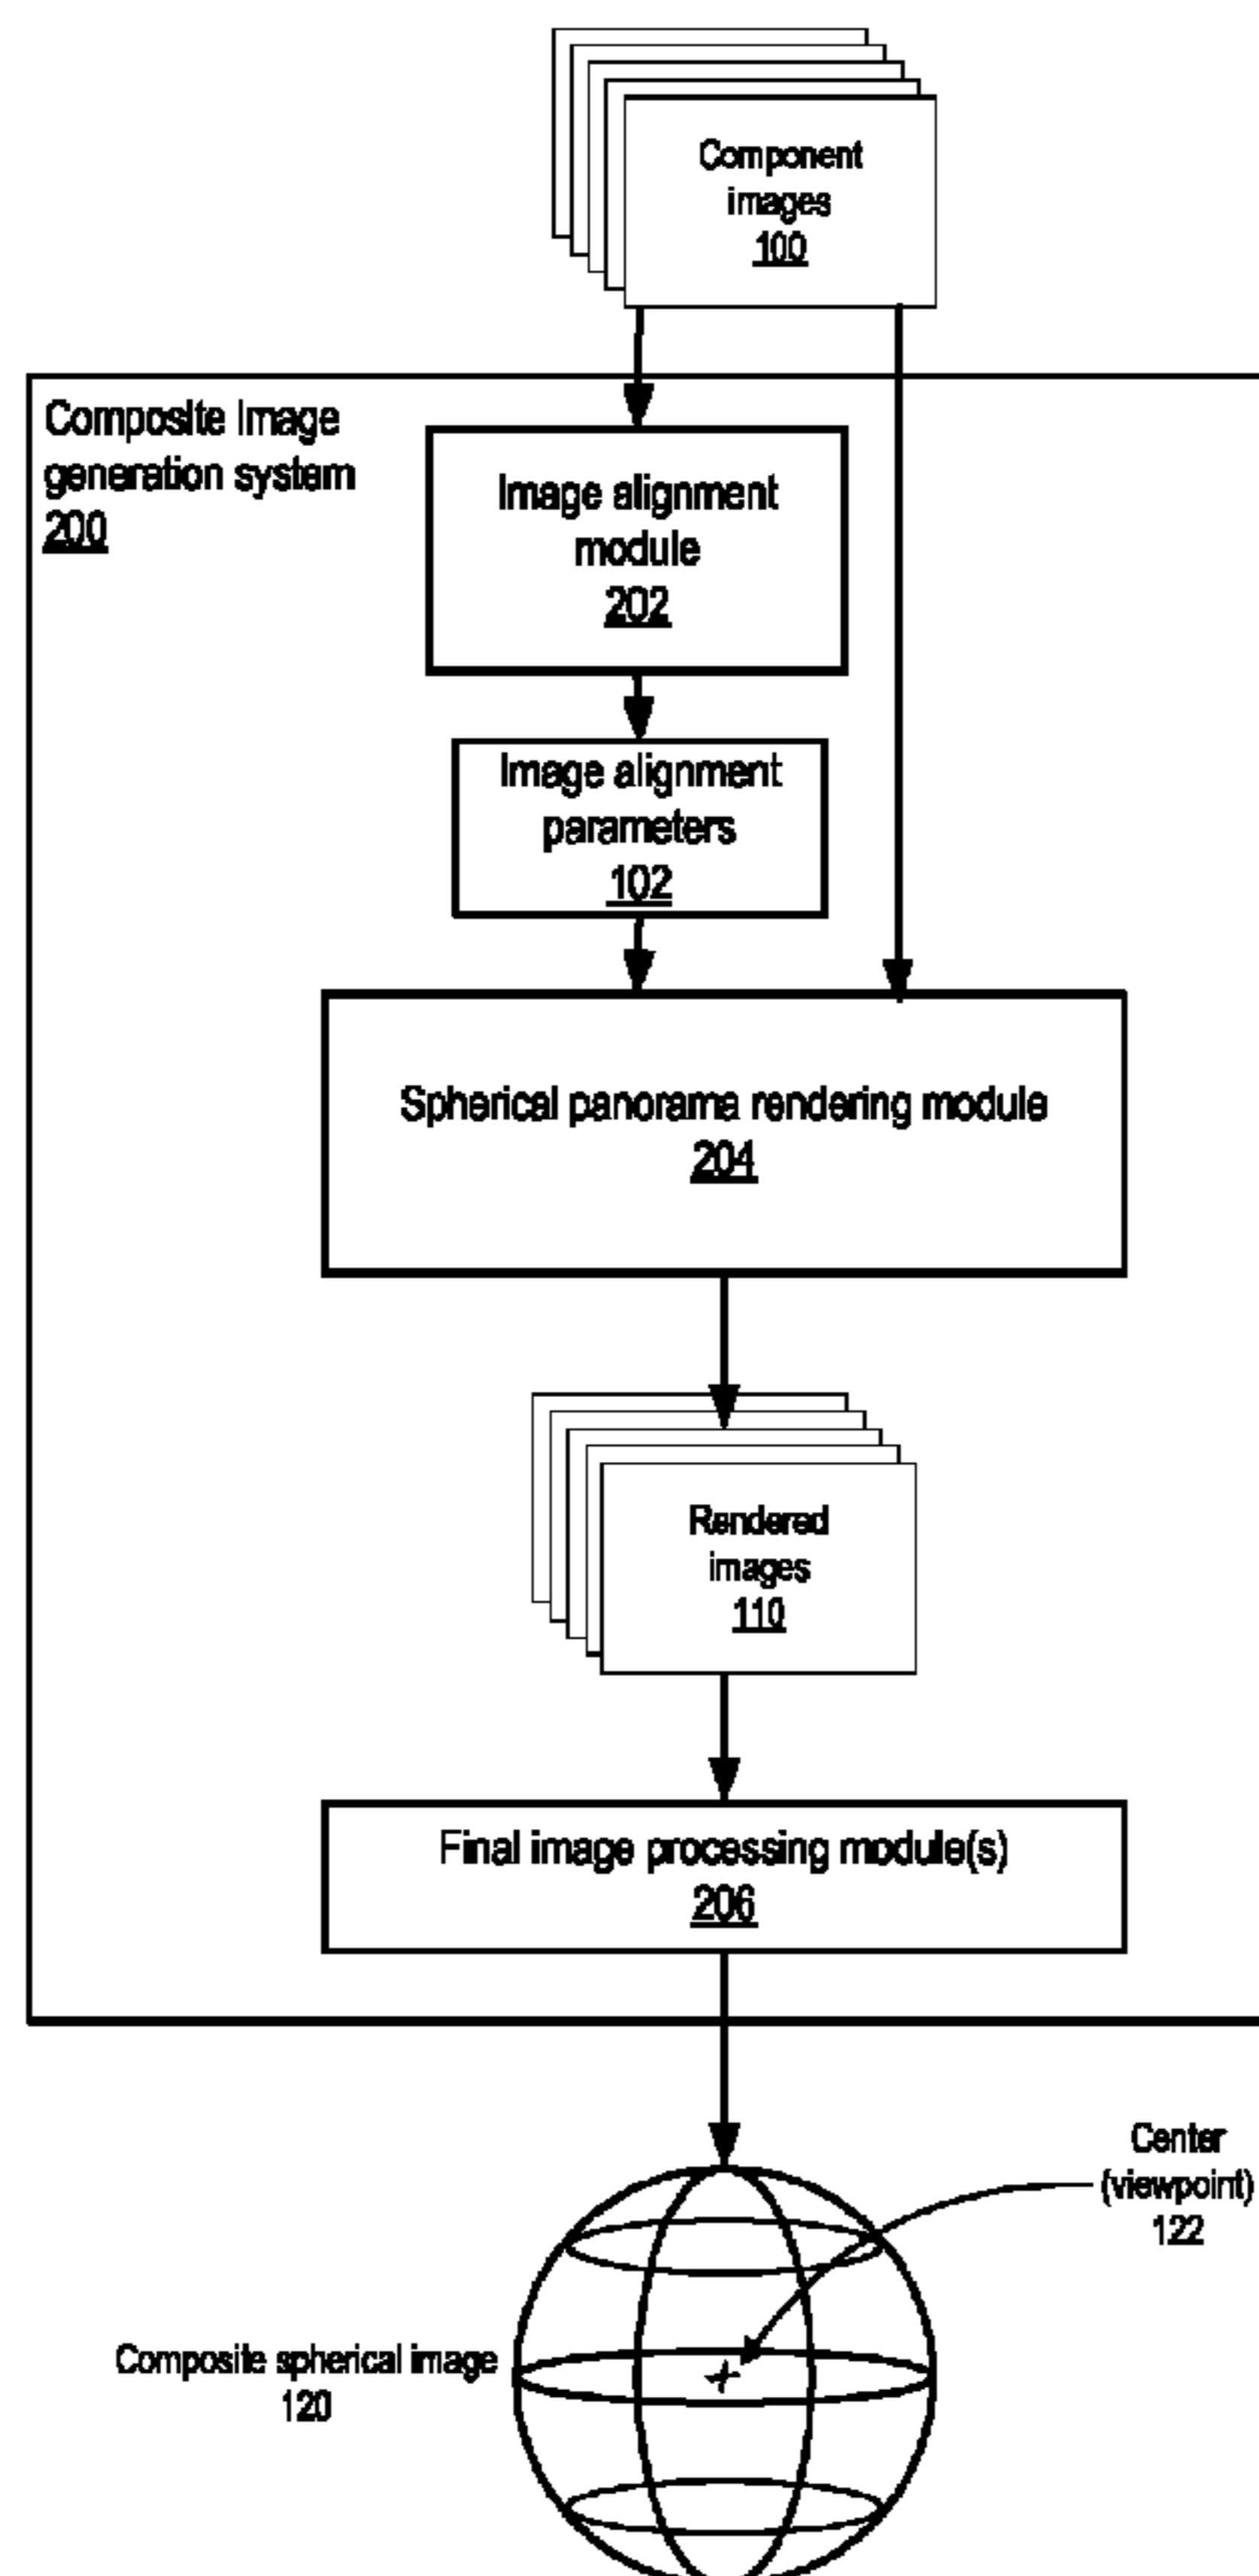 Component
images
100
Composite Image
generation system
200
Image alignment
module
202
Image alignment
parameters
102
Spherical panorama rendering module
204
Rendered
images
110
Final image processing module(s)
206
Center
(viewpoint)
122
Composite spherical image
120